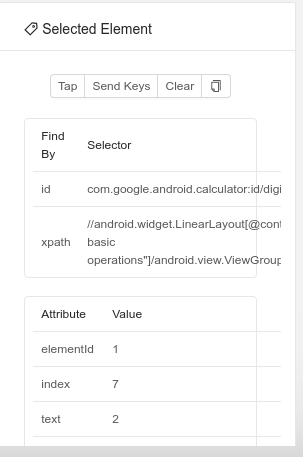 Selected Element
Tap Send Keys Clear
Find By Selector
id com.google.android.calculator:id/digi
xpath //android.widget.LinearLayout[@cont
basic
operations"]/android.view.ViewGroup
Attribute Value
elementId 1
index 7
text 2